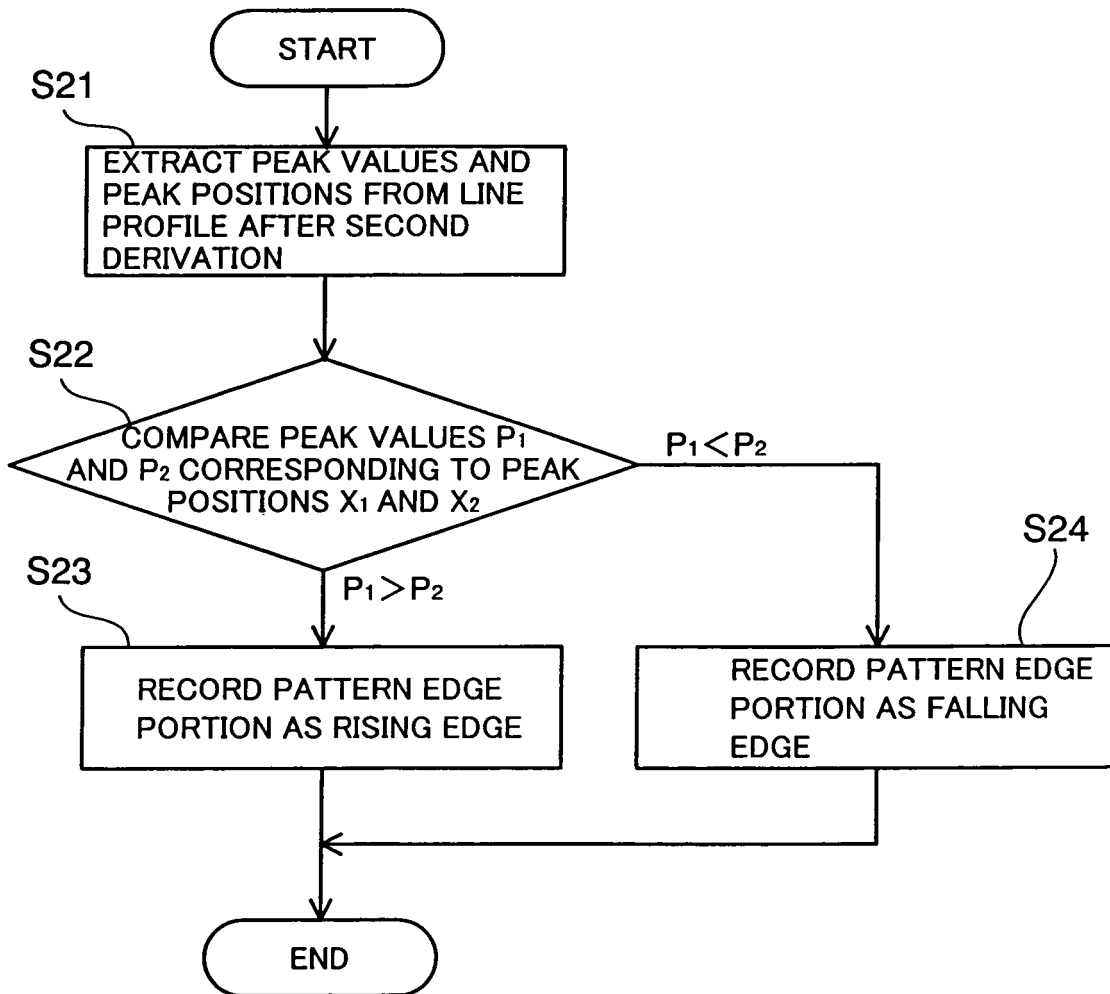 START
S21
EXTRACT PEAK VALUES AND
PEAK POSITIONS FROM LINE
PROFILE AFTER SECOND
DERIVATION
S22
COMPARE PEAK VALUES P₁
AND P₂ CORRESPONDING TO PEAK
POSITIONS X₁ AND X₂
P₁<P₂
P₁>P₂
S23
RECORD PATTERN EDGE
PORTION AS RISING EDGE
S24
RECORD PATTERN EDGE
PORTION AS FALLING
EDGE
END